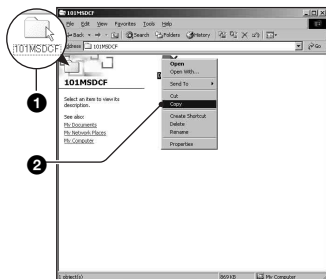 101MSDCF
File Edit View Favorites Tools Help
Back Search Folders History
Address 101MSDCF Go
101MSDCF
101MSDCF
Select an item to view its
description.
See also:
My Documents
My Network Places
My Computer
Open
Open With...
Send To
Cut
Copy
Create Shortcut
Delete
Rename
Properties
1
2
1 object(s) 869 KB My Computer